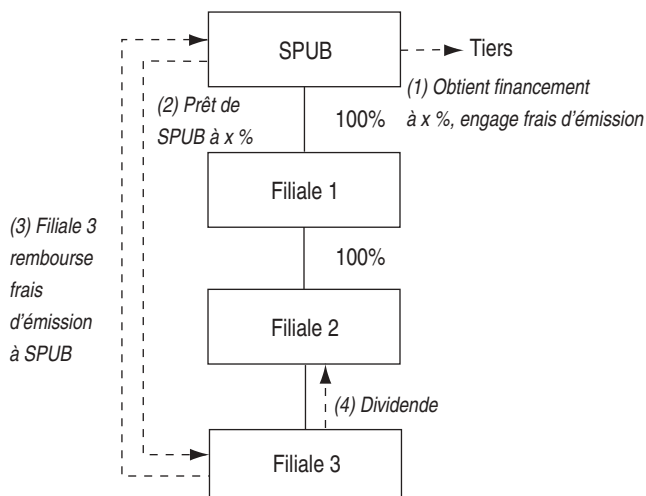 SPUB
Tiers
(1) Obtient financement
à x %, engage frais d’émission
(2) Prêt de
SPUB à x %
100%
Filiale 1
(3) Filiale 3
rembourse
frais
d’émission
à SPUB
100%
Filiale 2
(4) Dividende
Filiale 3